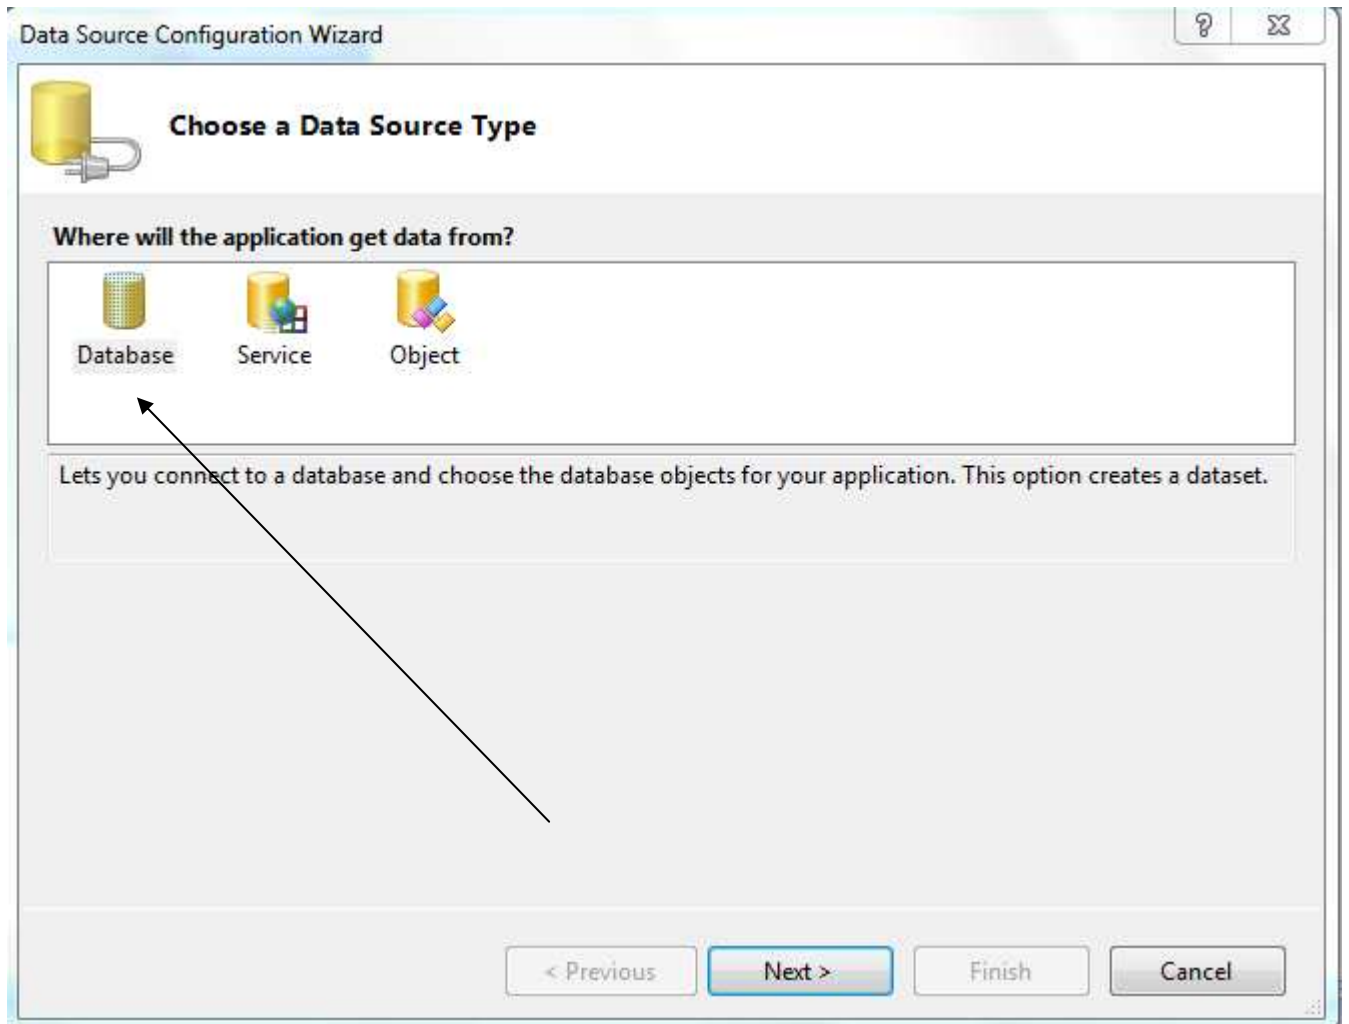 Data Source Configuration Wizard
Choose a Data Source Type
Where will the application get data from?
Database Service Object
Lets you connect to a database and choose the database objects for your application. This option creates a dataset.
< Previous Next > Finish Cancel